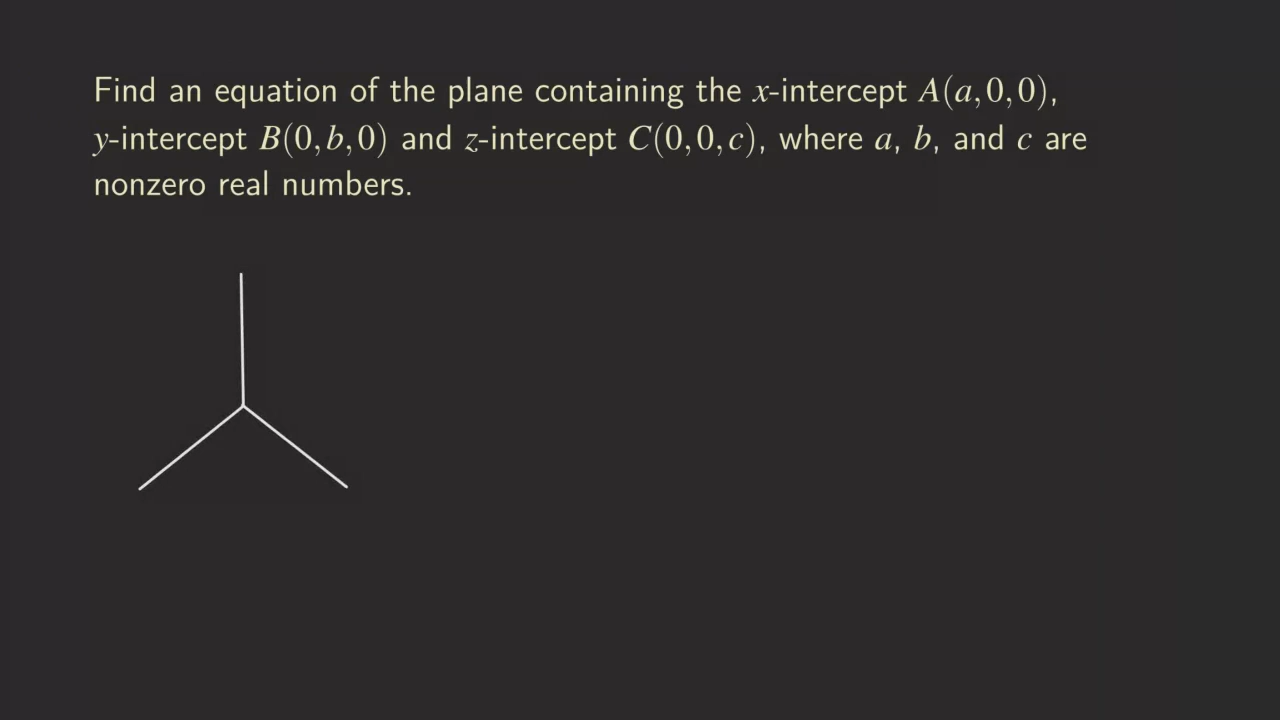 Find an equation of the plane containing the x-intercept A(a,0,0),
y-intercept B(0,b,0) and z-intercept C(0,0,c), where a, b, and c are
nonzero real numbers.